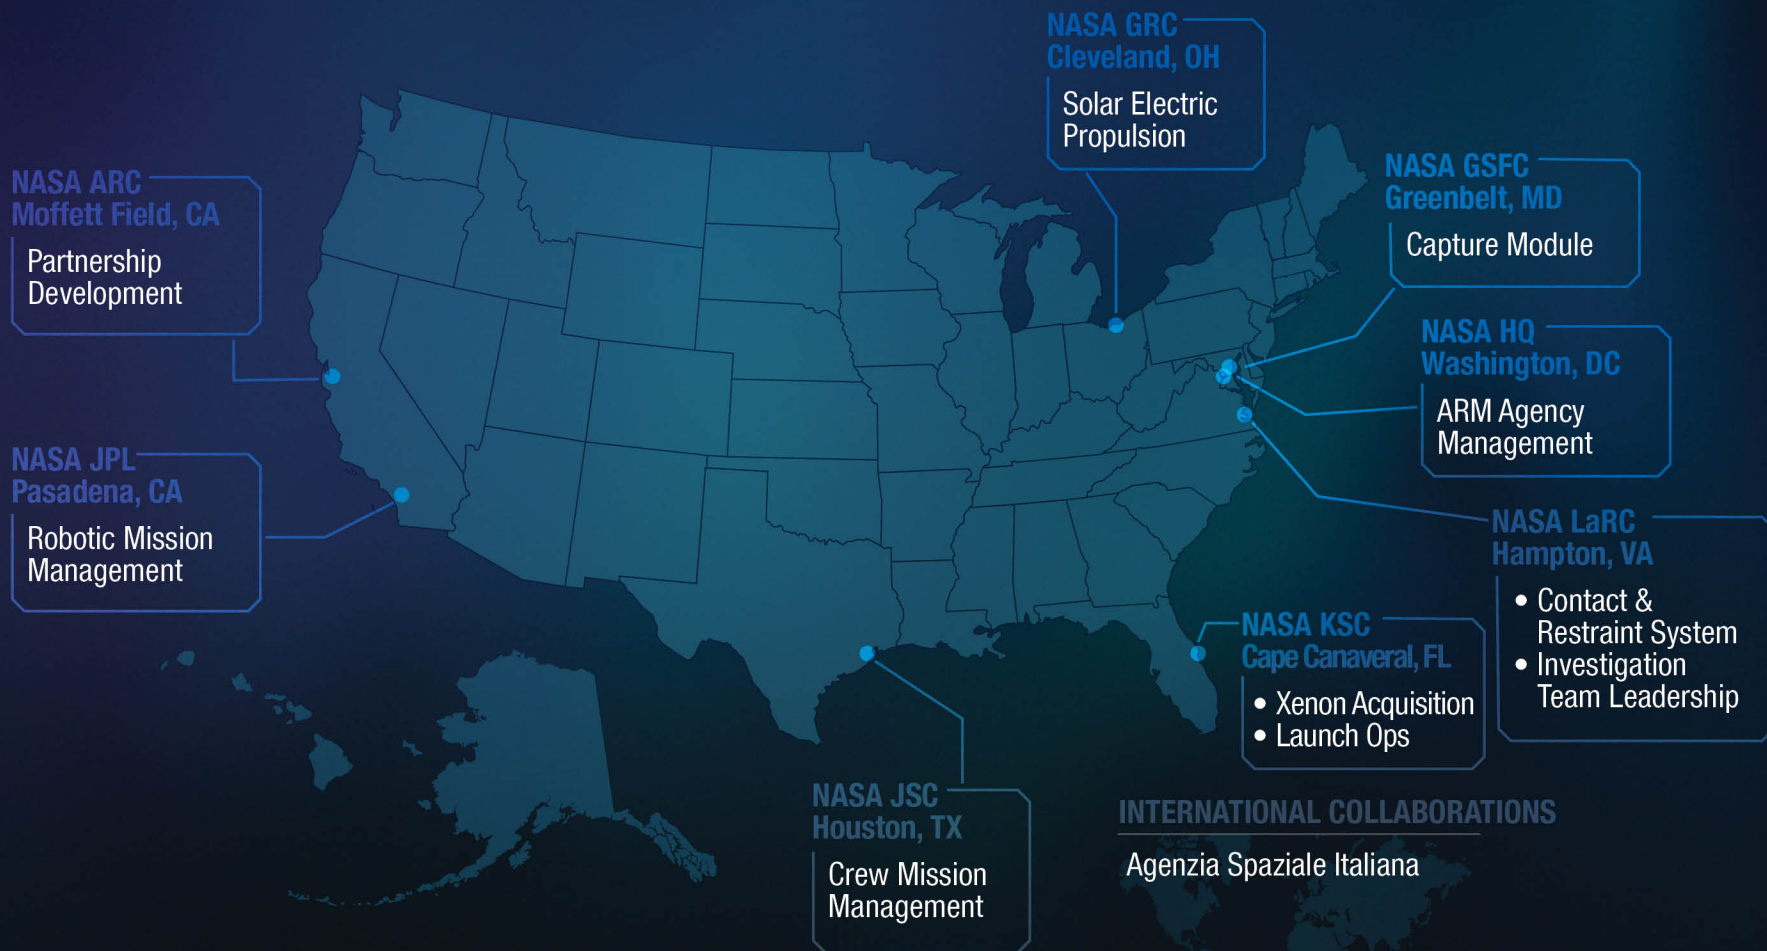 NASA GRC
Cleveland, OH
Solar Electric
Propulsion
NASA ARC
Moffett Field, CA
Partnership
Development
NASA GSFC
Greenbelt, MD
Capture Module
NASA HQ
Washington, DC
ARM Agency
Management
NASA JPL
Pasadena, CA
Robotic Mission
Management
NASA LaRC
Hampton, VA
• Contact &
Restraint System
• Investigation
Team Leadership
NASA KSC
Cape Canaveral, FL
• Xenon Acquisition
• Launch Ops
NASA JSC
Houston, TX
Crew Mission
Management
INTERNATIONAL COLLABORATIONS
Agenzia Spaziale Italiana